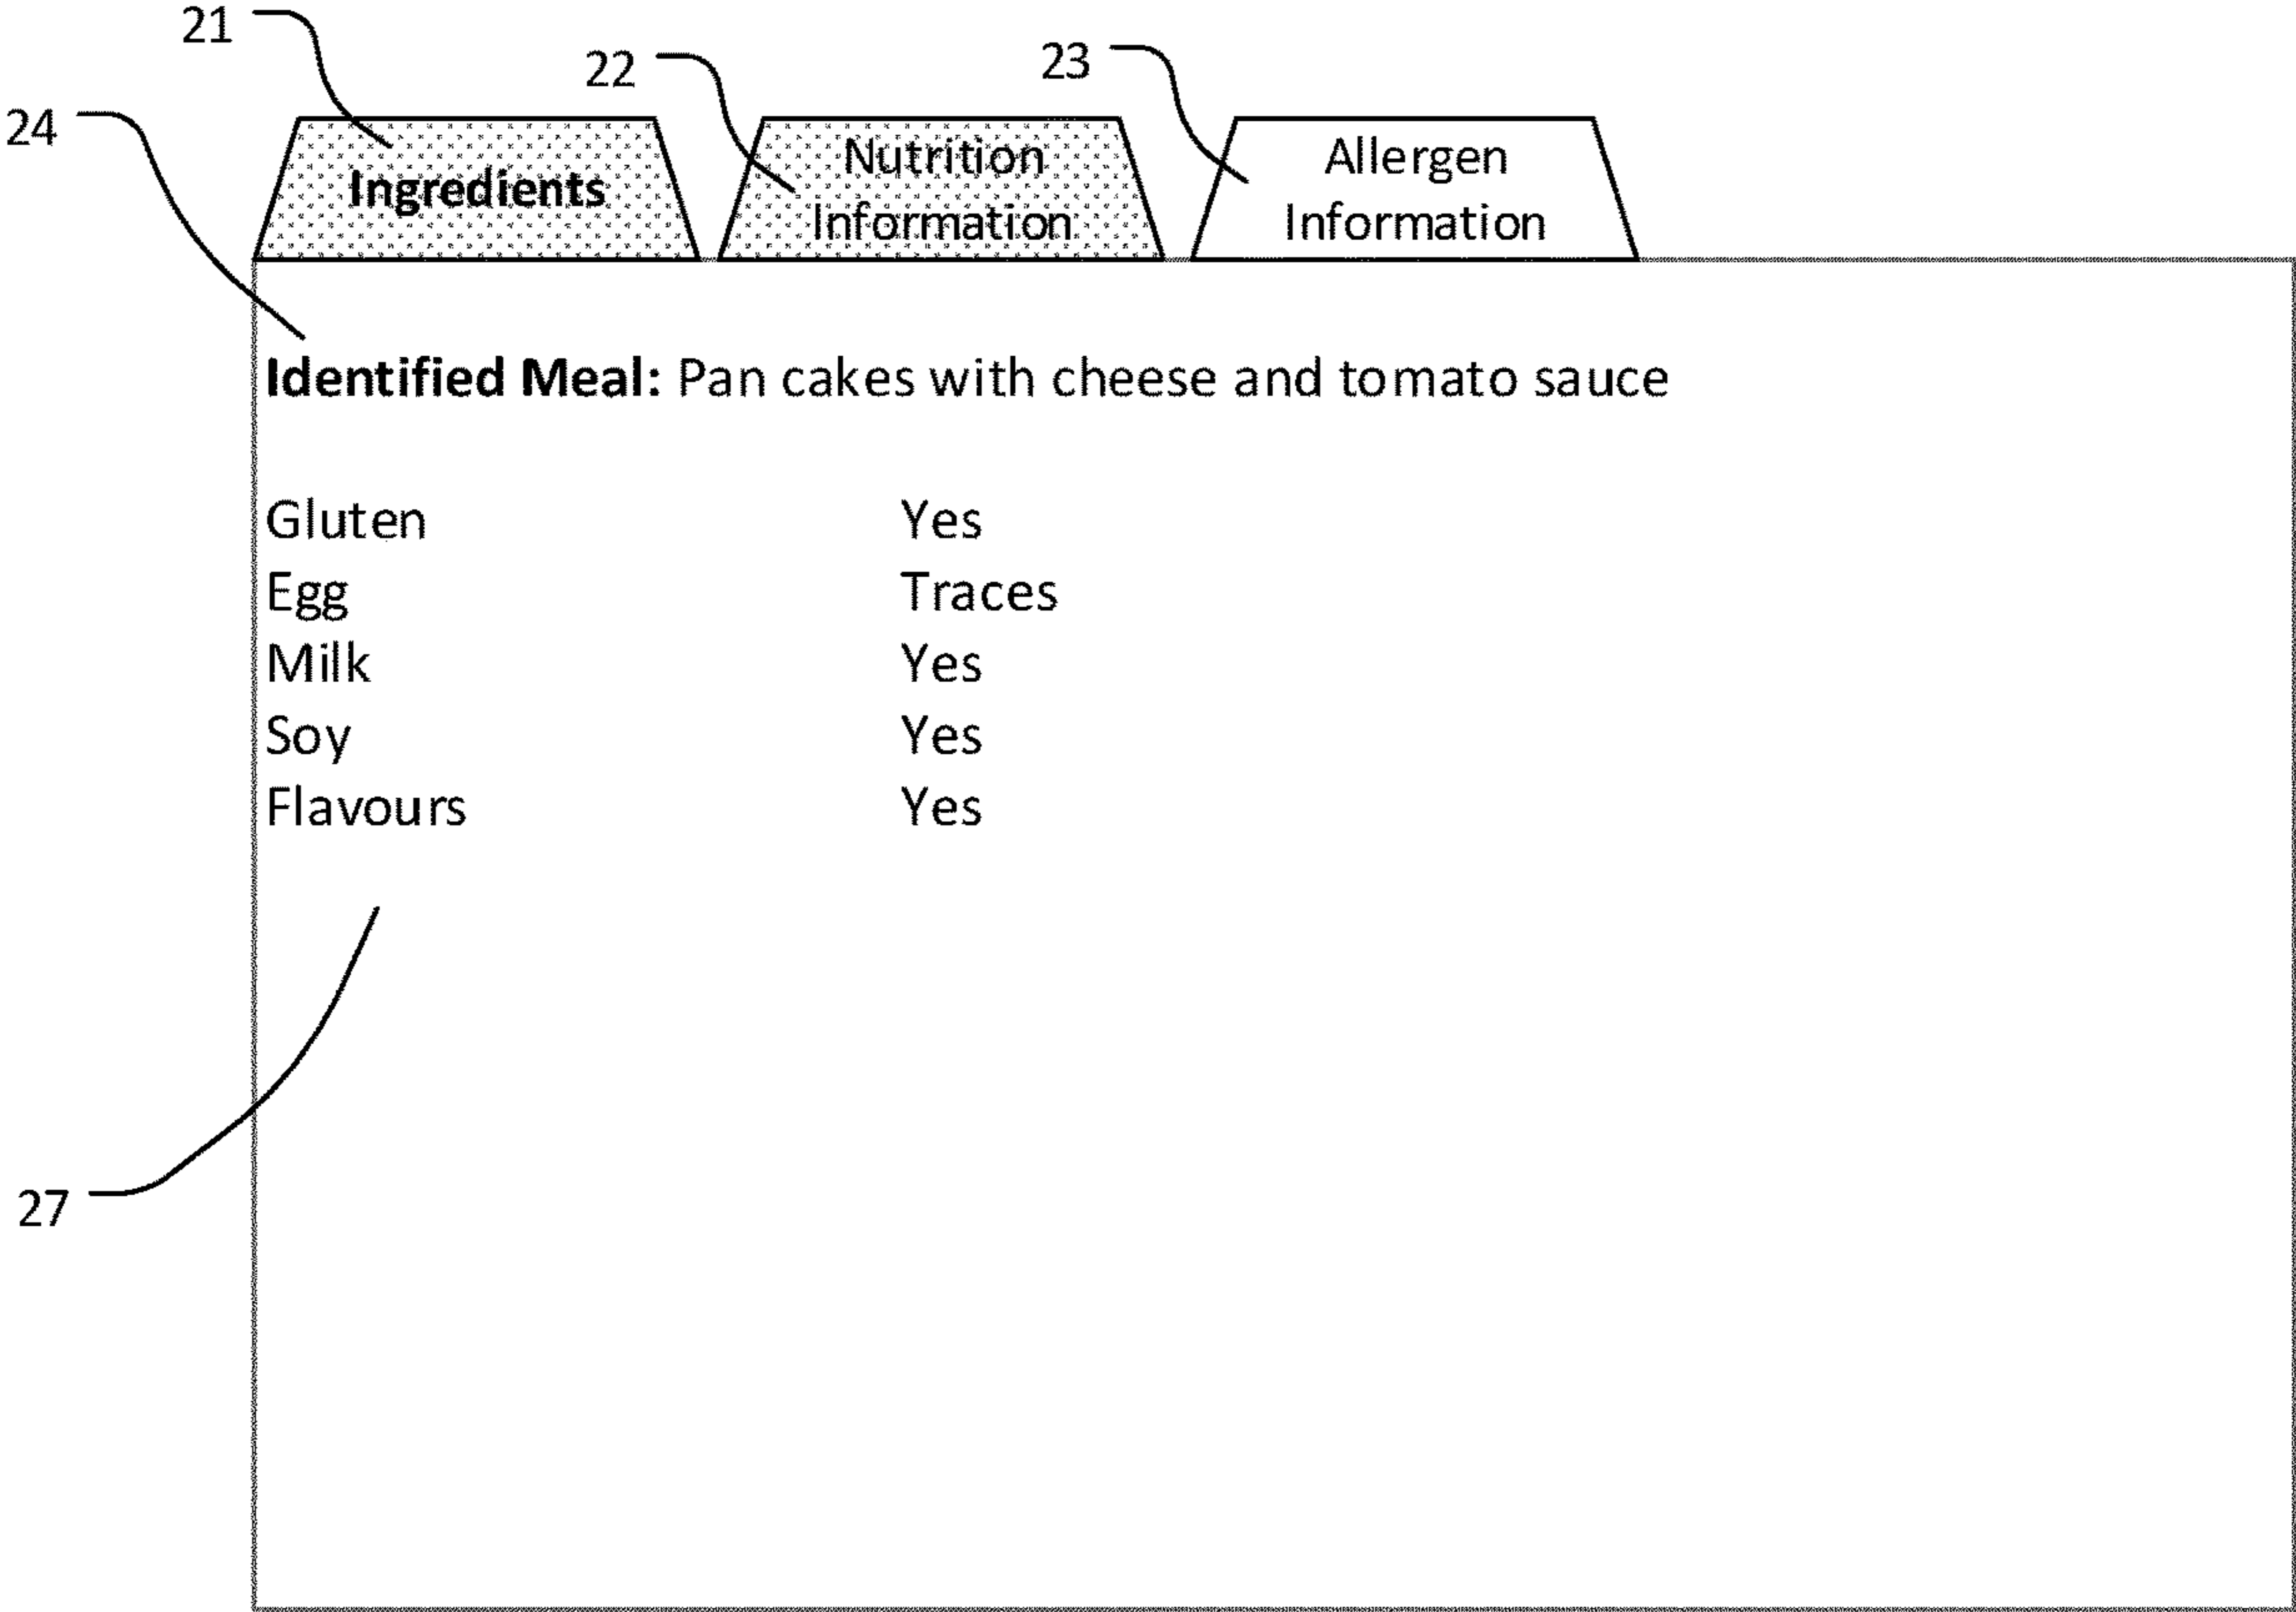 21
22
23
24
Ingredients
Nutrition
Information
Allergen
Information
Identified Meal: Pan cakes with cheese and tomato sauce
Gluten Yes
Egg Traces
Milk Yes
Soy Yes
Flavours Yes
27